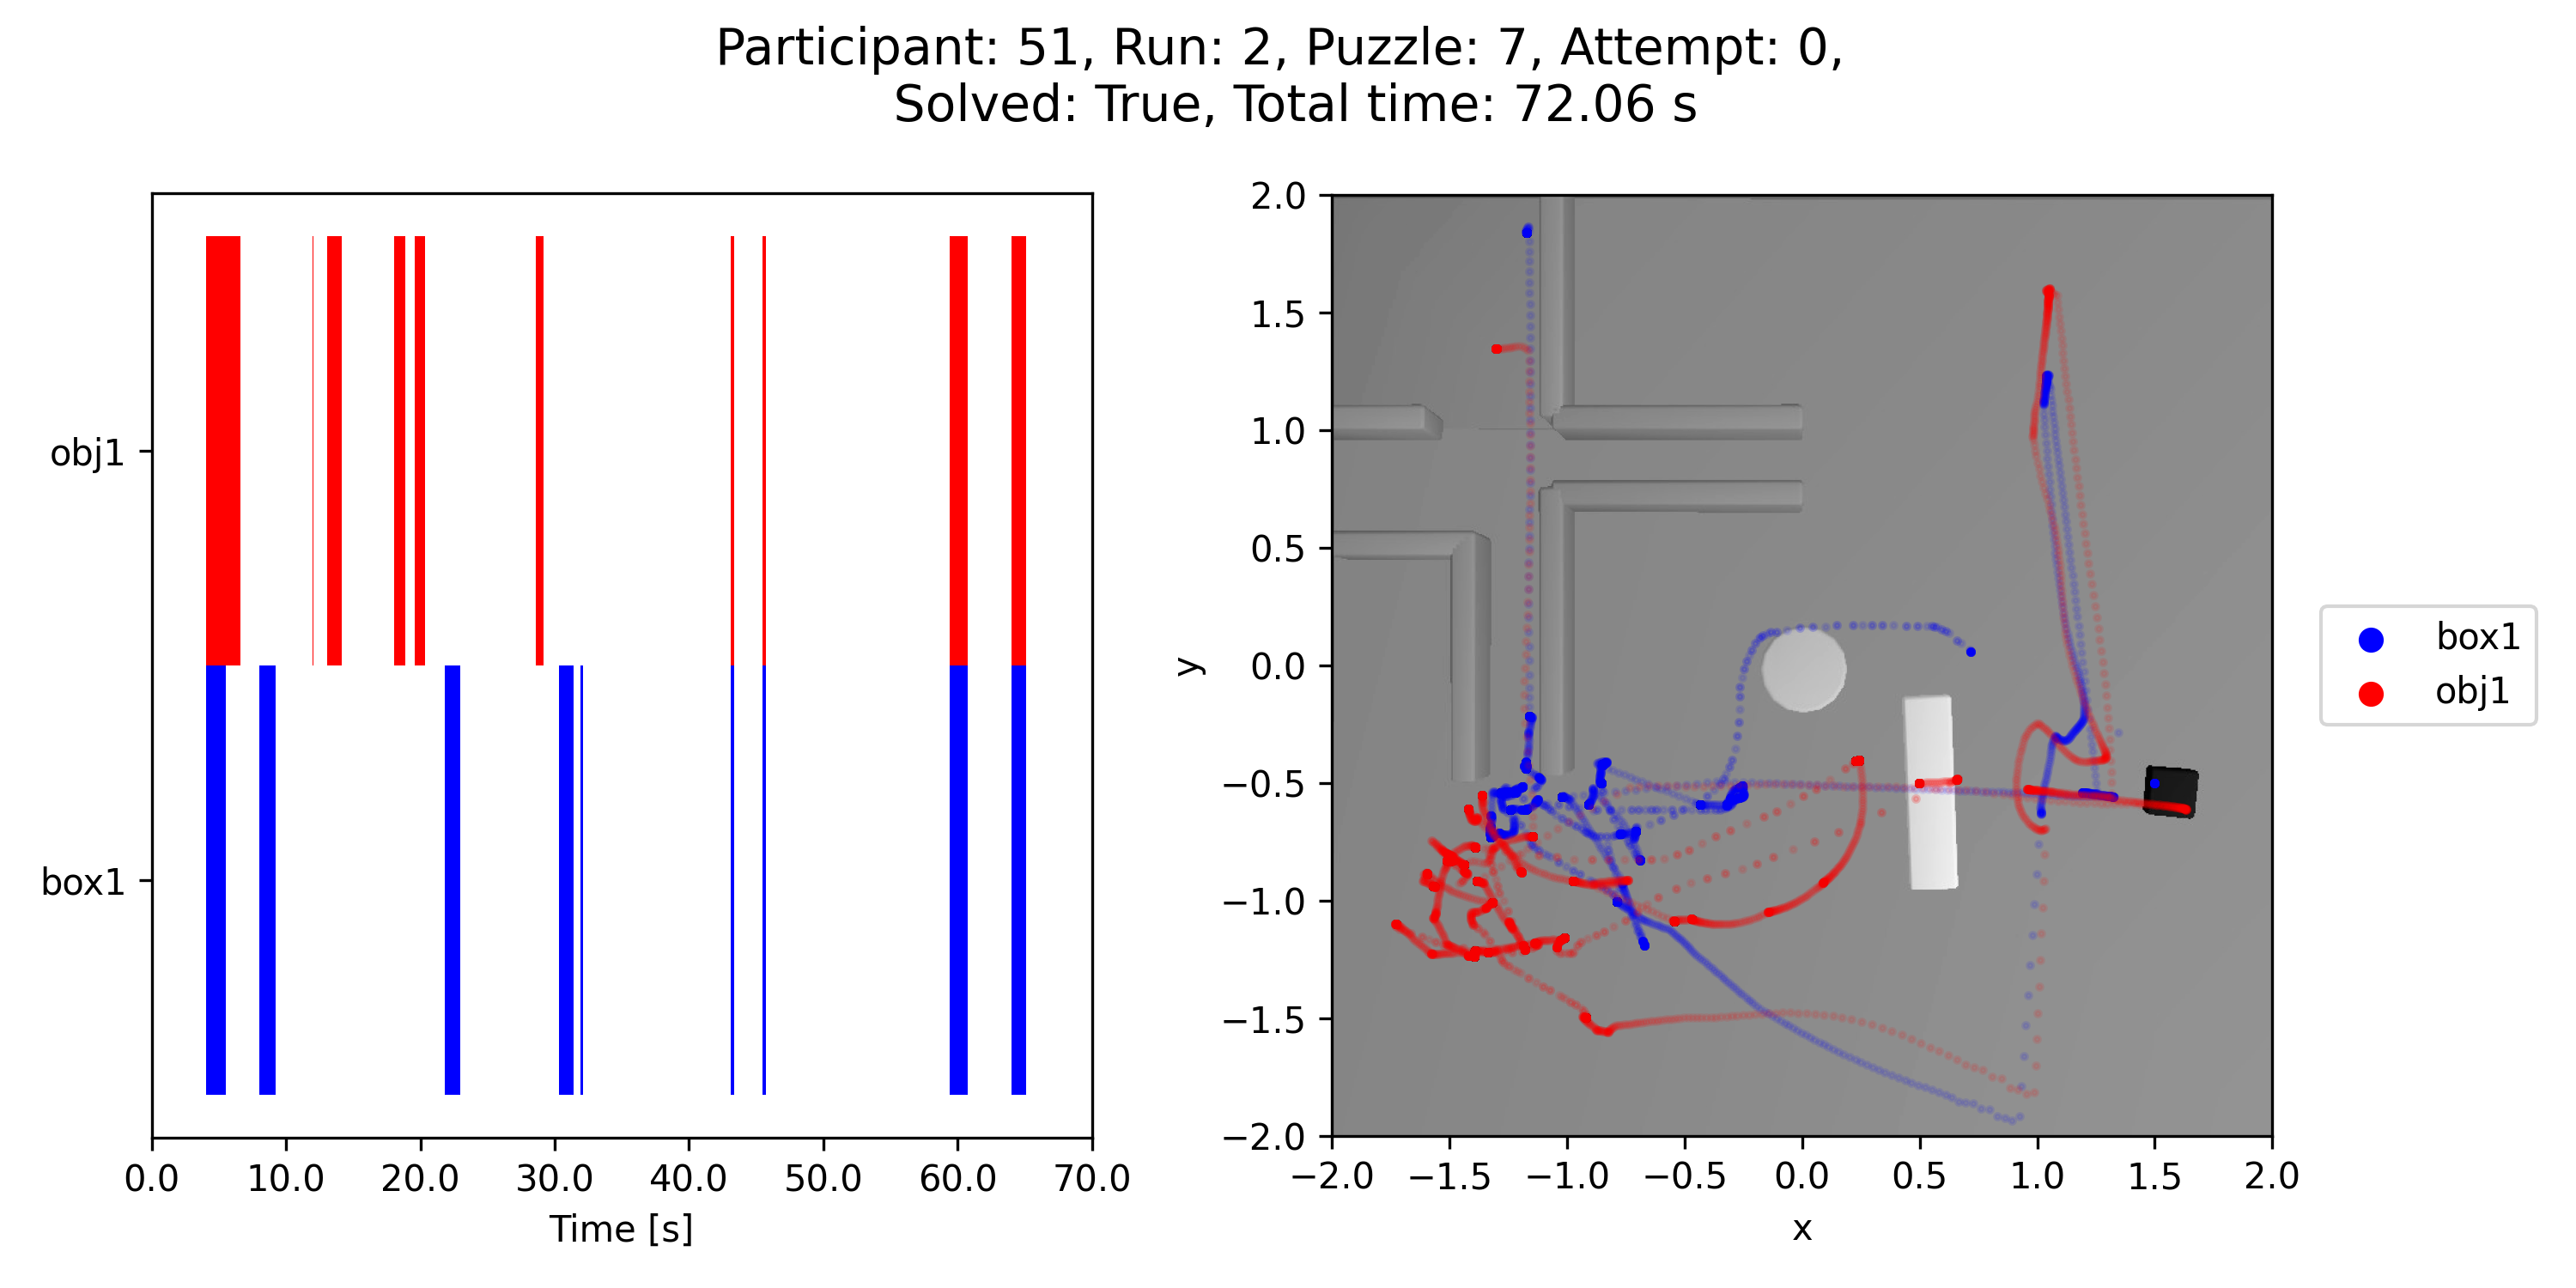 Participant: 51, Run: 2, Puzzle: 7, Attempt: 0,
Solved: True, Total time: 72.06 s
obj1
box1
0.0 10.0 20.0 30.0 40.0 50.0 60.0 70.0
Time [s]
2.0
1.5
1.0
0.5
0.0
−0.5
−1.0
−1.5
−2.0
y
−2.0 −1.5 −1.0 −0.5 0.0 0.5 1.0 1.5 2.0
x
box1
obj1